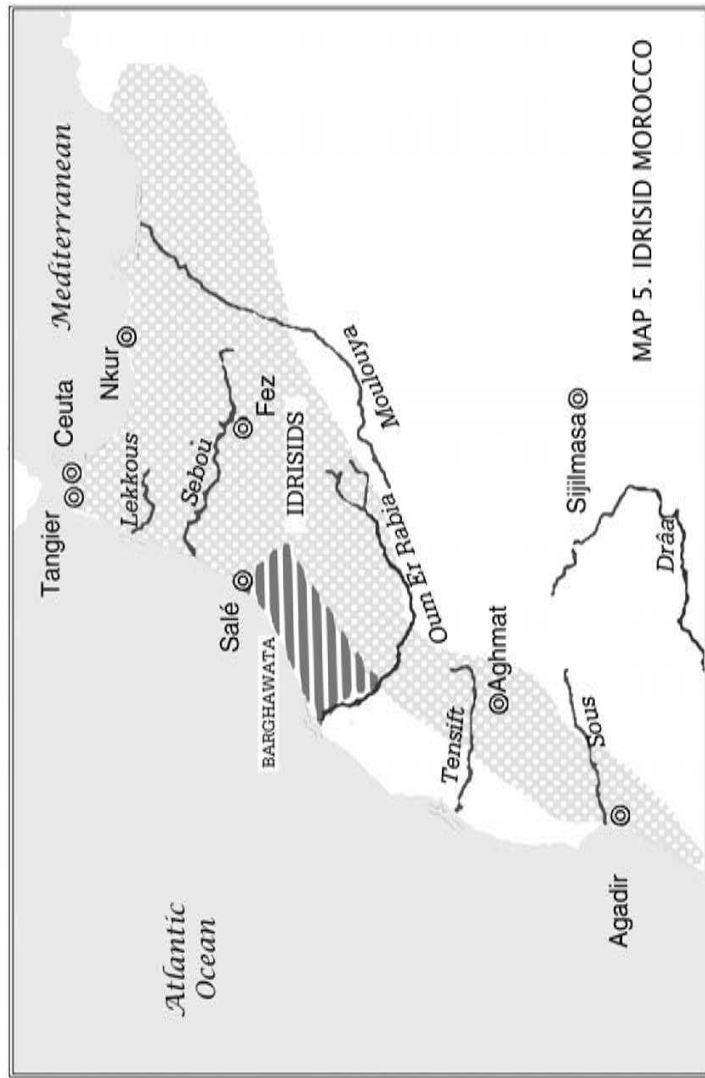 Mediterranean
Tangier
Ceuta
Nkur
Lekkous
Sebou
Fez
IDRISIDS
Moulouya
Salé
BARGHAWATA
Oum Er Rabia
Atlantic
Ocean
Tensift
Aghmat
Sijilmasa
Sous
Drâa
Agadir
MAP 5. IDRISID MOROCCO